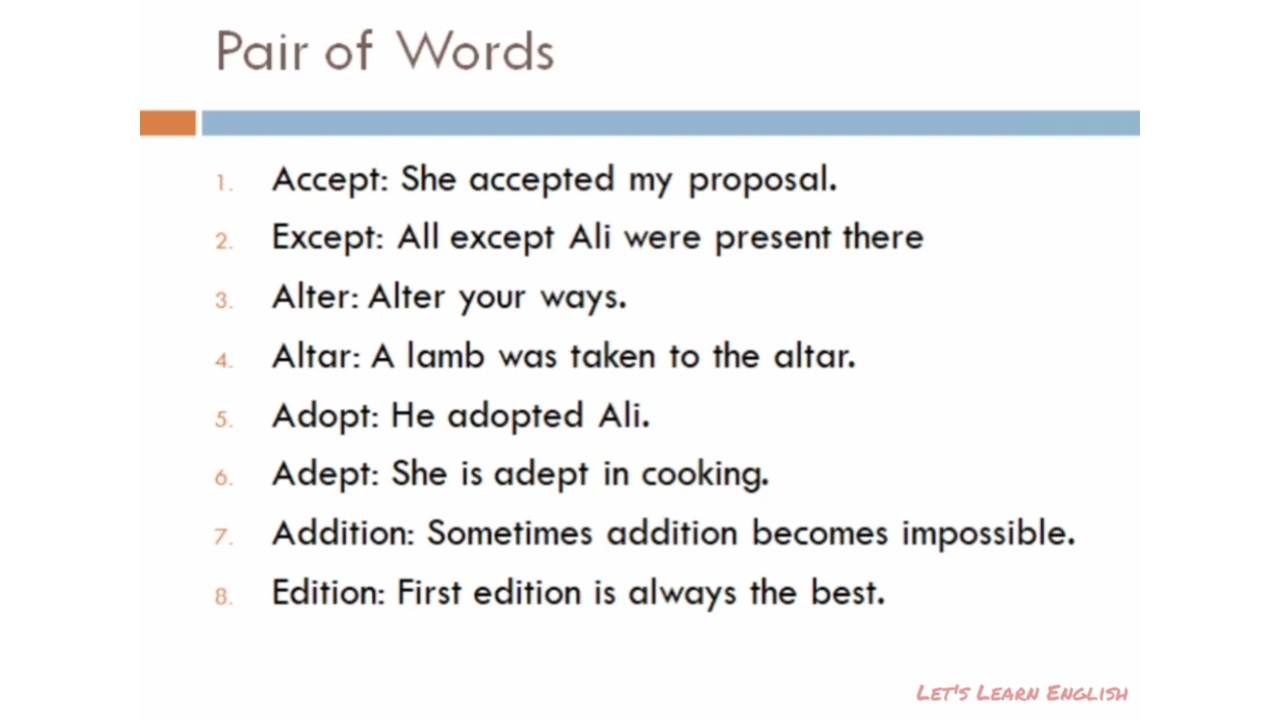 Pair of Words
1. Accept: She accepted my proposal.
2. Except: All except Ali were present there
3. Alter: Alter your ways.
4. Altar: A lamb was taken to the altar.
5. Adopt: He adopted Ali.
6. Adept: She is adept in cooking.
7. Addition: Sometimes addition becomes impossible.
8. Edition: First edition is always the best.
Let's Learn English